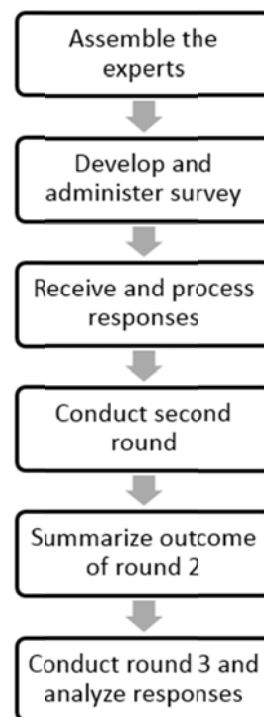 Assemble the
experts
Develop and
administer survey
Receive and process
responses
Conduct second
round
Summarize outcome
of round 2
Conduct round 3 and
analyze responses